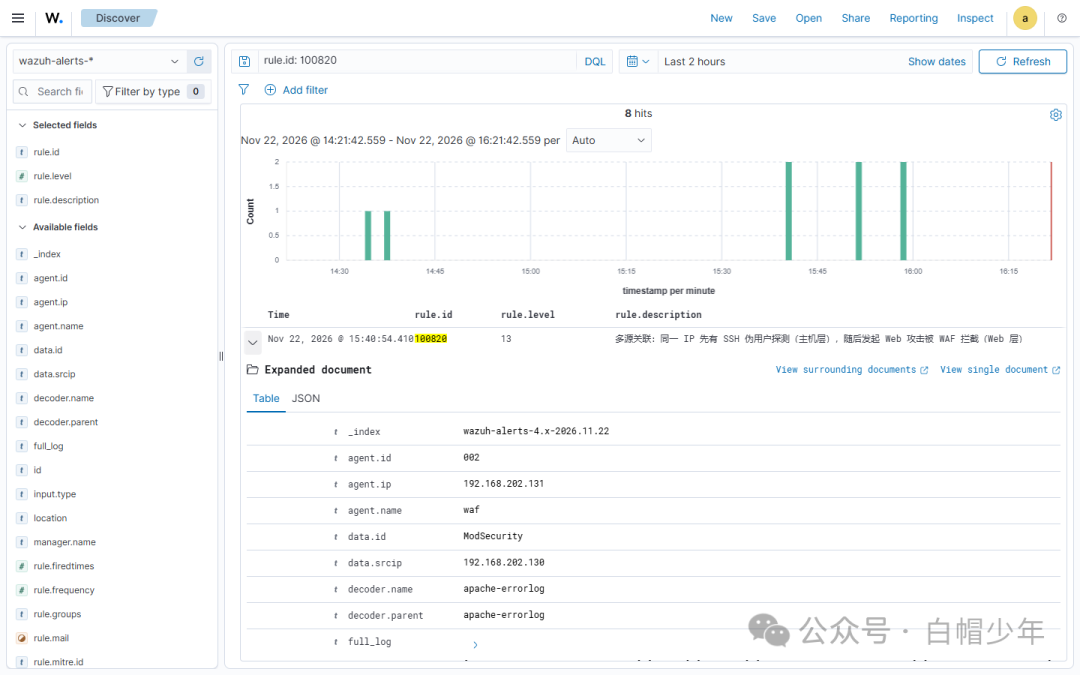 W. Discover New Save Open Share Reporting Inspect a
wazuh-alerts-*
Search fi Filter by type 0
Selected fields
t rule.id
# rule.level
t rule.description
Available fields
t _index
t agent.id
t agent.ip
t agent.name
t data.id
t data.srcip
t decoder.name
t decoder.parent
t full_log
t id
t input.type
t location
t manager.name
# rule.firedtimes
# rule.frequency
t rule.groups
rule.mail
t rule.mitre.id
rule.id: 100820 DQL Last 2 hours Show dates Refresh
Add filter
8 hits
Nov 22, 2026 @ 14:21:42.559 - Nov 22, 2026 @ 16:21:42.559 per Auto
2
1.5
1
0.5
0
Count
14:30 14:45 15:00 15:15 15:30 15:45 16:00 16:15
timestamp per minute
Time rule.id rule.level rule.description
Nov 22, 2026 @ 15:40:54.410 100820 13 多源关联: 同一 IP 先有 SSH 伪用户探测（主机层）, 随后发起 Web 攻击被 WAF 拦截（Web 层）
Expanded document View surrounding documents View single document
Table JSON
t _index wazuh-alerts-4.x-2026.11.22
t agent.id 002
t agent.ip 192.168.202.131
t agent.name waf
t data.id ModSecurity
t data.srcip 192.168.202.130
t decoder.name apache-errorlog
t decoder.parent apache-errorlog
t full_log
公众号 · 白帽少年